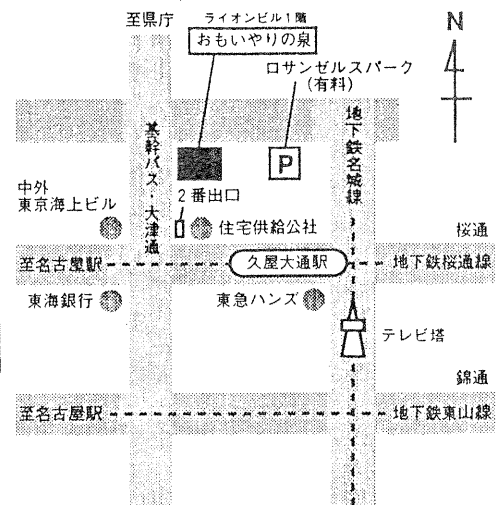 至県庁
ライオンビル1階
おもいやりの泉
N
ロサンゼルスパーク
(有料)
基幹バス・大津通
地下鉄名城線
P
中外
東京海上ビル
2番出口
住宅供給公社
桜通
至名古屋駅
久屋大通駅
地下鉄桜通線
東海銀行
東急ハンズ
テレビ塔
錦通
至名古屋駅
地下鉄東山線